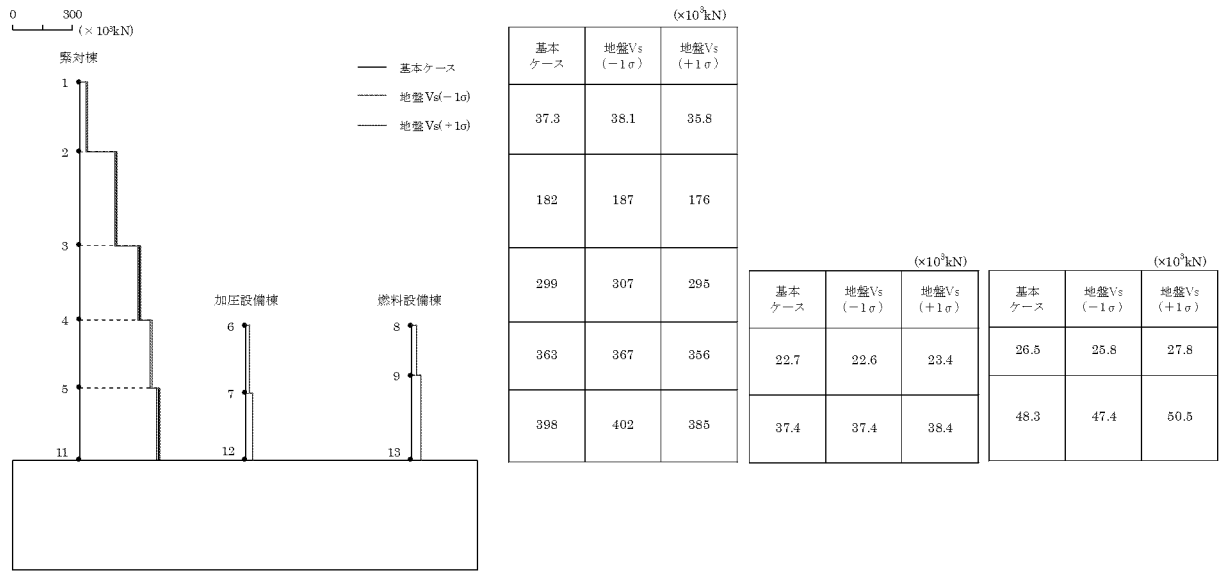 0 300
(×10³kN)
緊対棟
1
2
3
4
5
11
基本ケース
地盤Vs(−1σ)
地盤Vs(+1σ)
加圧設備棟
6
7
12
燃料設備棟
8
9
13
(×10³kN)
基本ケース 地盤Vs(−1σ) 地盤Vs(+1σ)
37.3 38.1 35.8
182 187 176
299 307 295
363 367 356
398 402 385
(×10³kN)
基本ケース 地盤Vs(−1σ) 地盤Vs(+1σ)
22.7 22.6 23.4
37.4 37.4 38.4
(×10³kN)
基本ケース 地盤Vs(−1σ) 地盤Vs(+1σ)
26.5 25.8 27.8
48.3 47.4 50.5